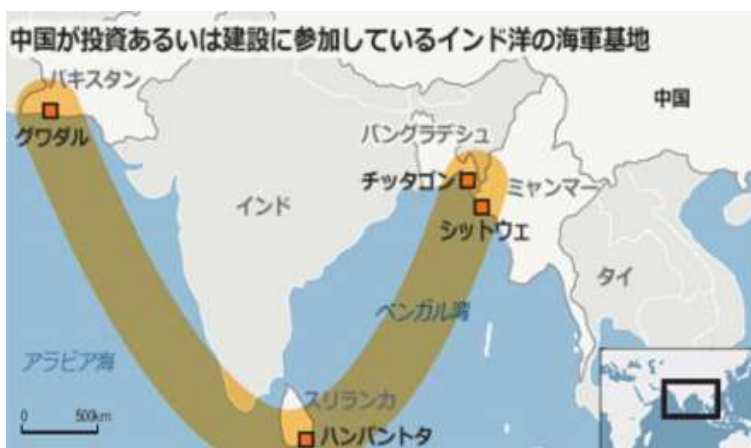 中国が投資あるいは建設に参加しているインド洋の海軍基地
パキスタン
グワダル
中国
バングラデシュ
チッタゴン
ミャンマー
シットウェ
インド
タイ
ベンガル湾
アラビア海
スリランカ
ハンバントタ
0 500km